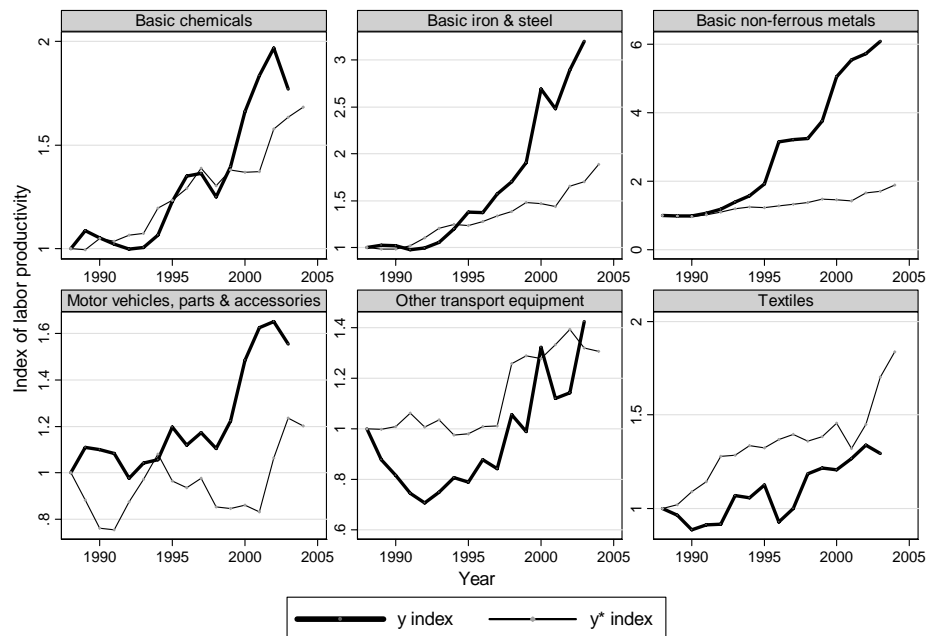 Basic chemicals
Basic iron & steel
Basic non-ferrous metals
2
1.5
1
3
2.5
2
1.5
1
6
4
2
0
1990 1995 2000 2005
1990 1995 2000 2005
1990 1995 2000 2005
Motor vehicles, parts & accessories
Other transport equipment
Textiles
1.6
1.4
1.2
1
.8
1.4
1.2
1
.8
.6
2
1.5
1
1990 1995 2000 2005
1990 1995 2000 2005
1990 1995 2000 2005
Index of labor productivity
Year
y index
y* index